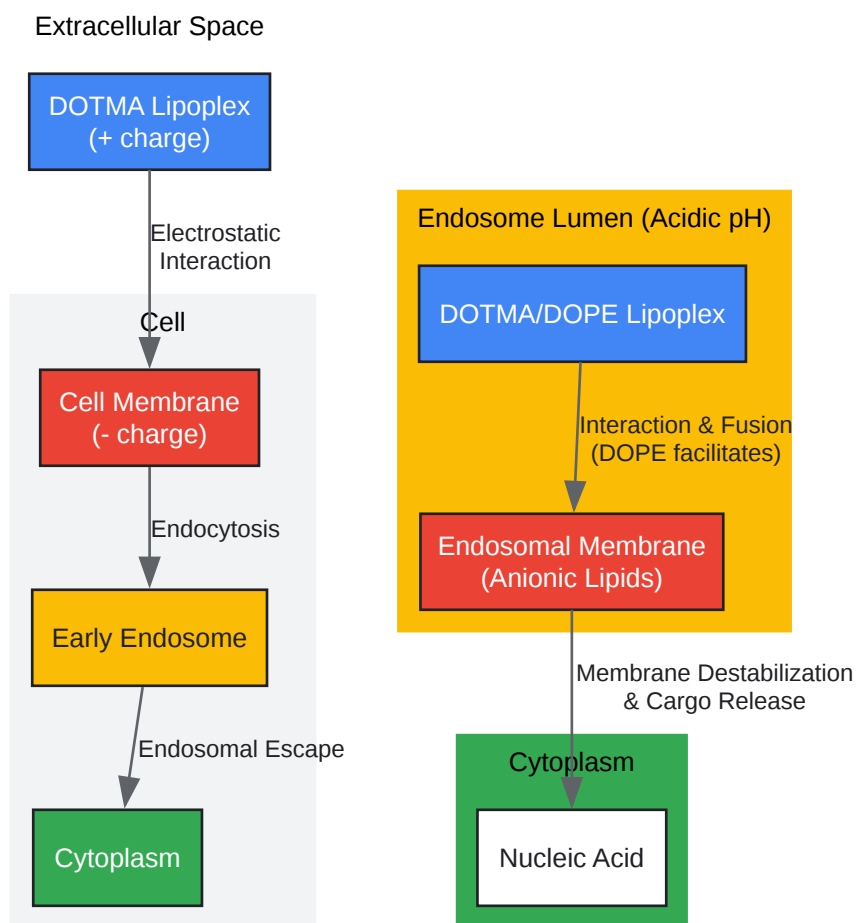 Extracellular Space
DOTMA Lipoplex
(+ charge)
Electrostatic
Interaction
Cell
Cell Membrane
(- charge)
Endocytosis
Early Endosome
Endosomal Escape
Cytoplasm
Endosome Lumen (Acidic pH)
DOTMA/DOPE Lipoplex
Interaction & Fusion
(DOPE facilitates)
Endosomal Membrane
(Anionic Lipids)
Membrane Destabilization
& Cargo Release
Cytoplasm
Nucleic Acid